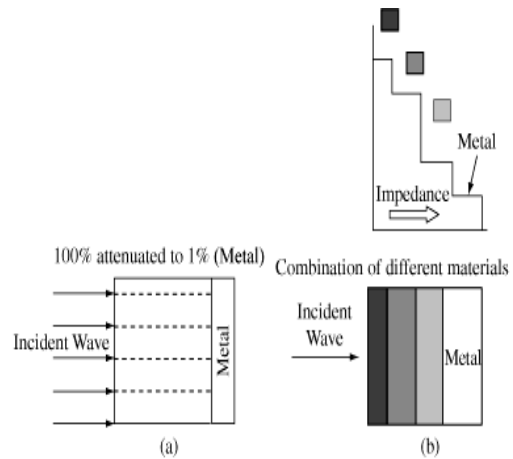 Metal
Impedance
100% attenuated to 1% (Metal)
Incident Wave
Metal
(a)
Combination of different materials
Incident
Wave
Metal
(b)